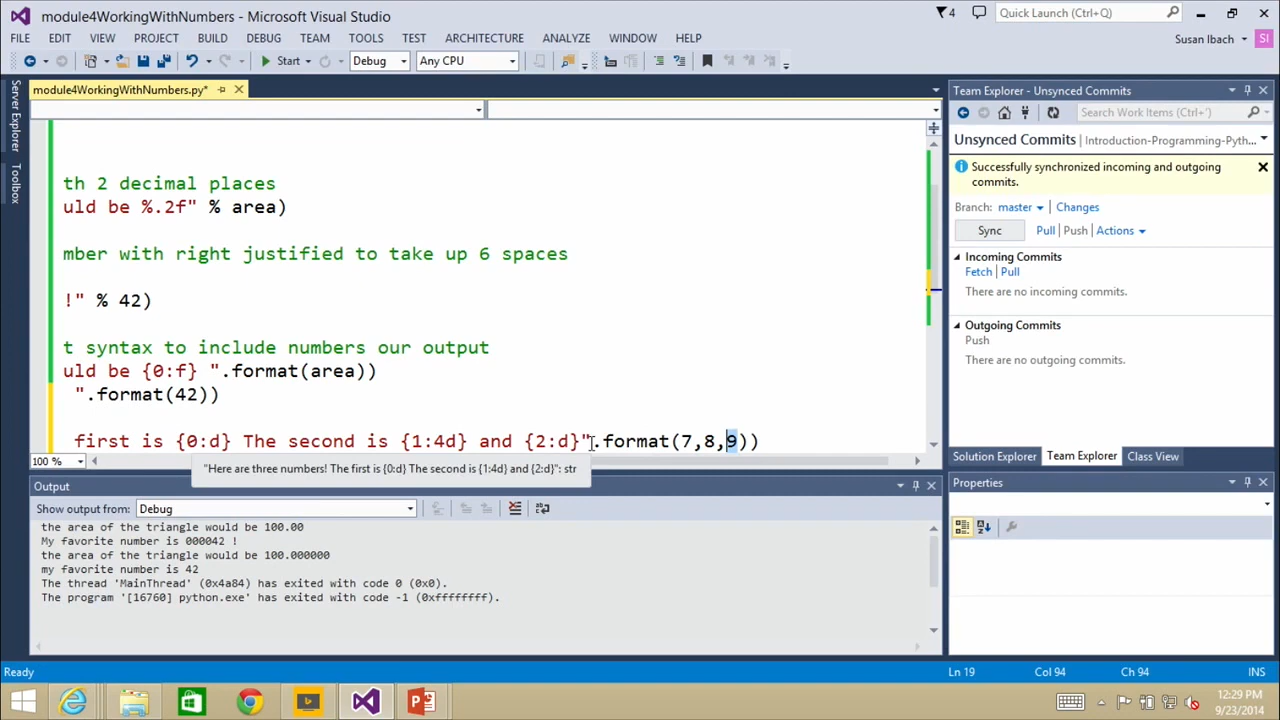 module4WorkingWithNumbers - Microsoft Visual Studio
4
Quick Launch (Ctrl+Q)
FILE EDIT VIEW PROJECT BUILD DEBUG TEAM TOOLS TEST ARCHITECTURE ANALYZE WINDOW HELP
Susan Ibach
SI
Start
Debug
Any CPU
Server Explorer
Toolbox
module4WorkingWithNumbers.py*
th 2 decimal places
uld be %.2f" % area)
mber with right justified to take up 6 spaces
!" % 42)
t syntax to include numbers our output
uld be {0:f} ".format(area))
".format(42))
first is {0:d} The second is {1:4d} and {2:d}".format(7,8,9))
"Here are three numbers! The first is {0:d} The second is {1:4d} and {2:d}": str
100 %
Output
Show output from: Debug
the area of the triangle would be 100.00
My favorite number is 000042 !
the area of the triangle would be 100.000000
my favorite number is 42
The thread 'MainThread' (0x4a84) has exited with code 0 (0x0).
The program '[16760] python.exe' has exited with code -1 (0xffffffff).
Team Explorer - Unsynced Commits
Search Work Items (Ctrl+')
Unsynced Commits | Introduction-Programming-Pyth...
Successfully synchronized incoming and outgoing
commits.
Branch: master Changes
Sync Pull | Push | Actions
Incoming Commits
Fetch | Pull
There are no incoming commits.
Outgoing Commits
Push
There are no outgoing commits.
Solution Explorer Team Explorer Class View
Properties
Ready
Ln 19
Col 94
Ch 94
INS
12:29 PM
9/23/2014